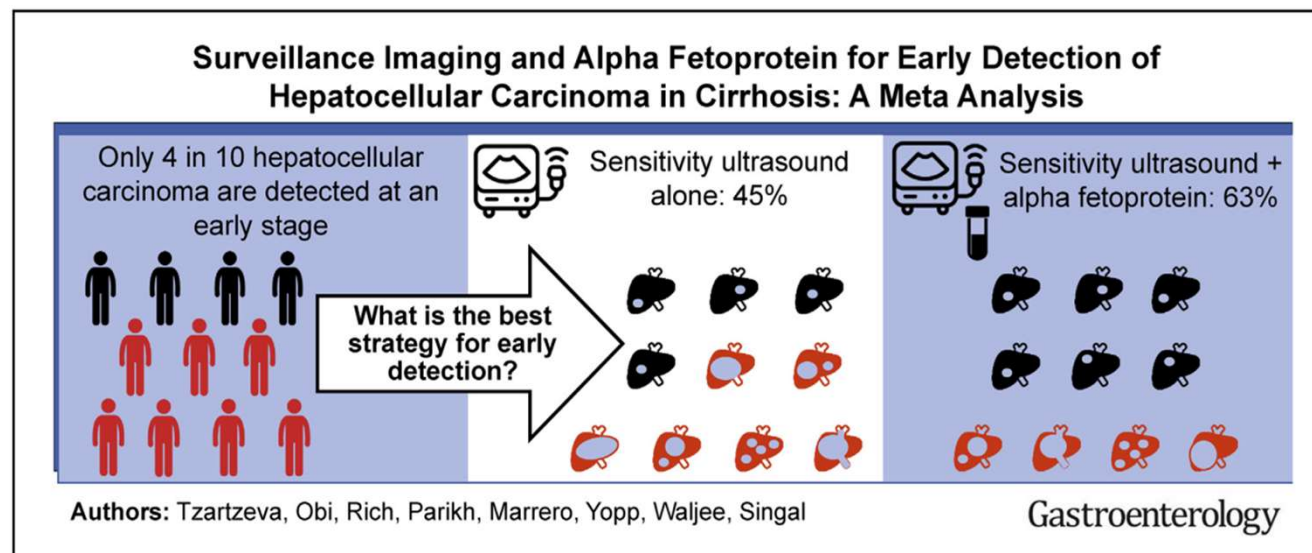 Surveillance Imaging and Alpha Fetoprotein for Early Detection of
Hepatocellular Carcinoma in Cirrhosis: A Meta Analysis
Only 4 in 10 hepatocellular
carcinoma are detected at an
early stage
What is the best
strategy for early
detection?
Sensitivity ultrasound
alone: 45%
Sensitivity ultrasound +
alpha fetoprotein: 63%
Authors: Tzartzeva, Obi, Rich, Parikh, Marrero, Yopp, Waljee, Singal
Gastroenterology